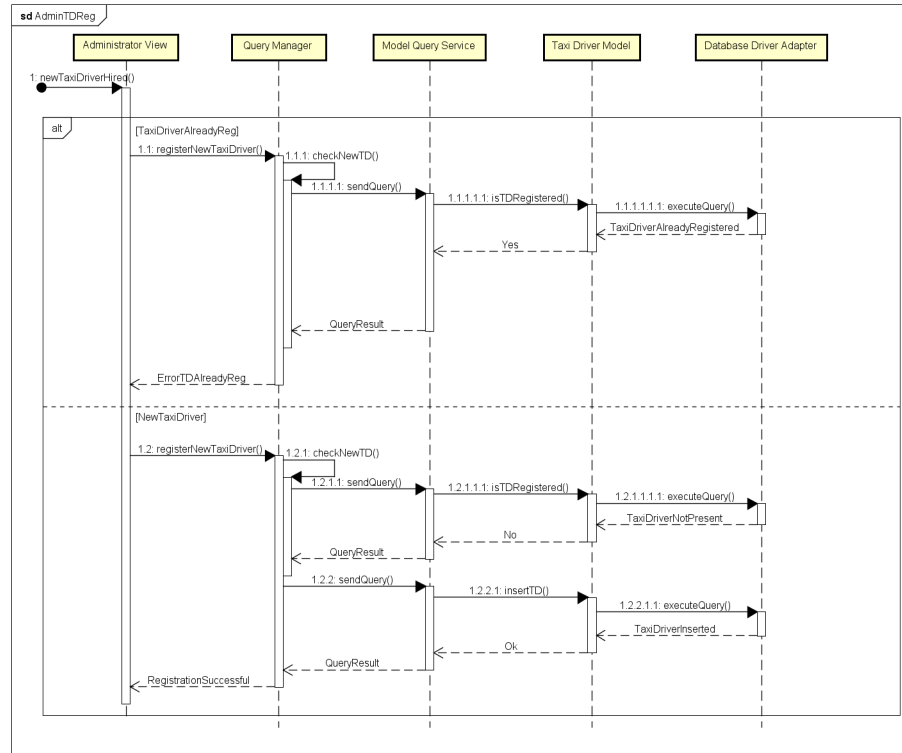 sd AdminTDReg
Administrator View
Query Manager
Model Query Service
Taxi Driver Model
Database Driver Adapter
1: newTaxiDriverHired()
alt
[TaxiDriverAlreadyReg]
1.1: registerNewTaxiDriver()
1.1.1: checkNewTD()
1.1.1.1: sendQuery()
1.1.1.1.1: isTDRegistered()
1.1.1.1.1.1: executeQuery()
TaxiDriverAlreadyRegistered
Yes
QueryResult
ErrorTDAlreadyReg
[NewTaxiDriver]
1.2: registerNewTaxiDriver()
1.2.1: checkNewTD()
1.2.1.1: sendQuery()
1.2.1.1.1: isTDRegistered()
1.2.1.1.1.1: executeQuery()
TaxiDriverNotPresent
No
QueryResult
1.2.2: sendQuery()
1.2.2.1: insertTD()
1.2.2.1.1: executeQuery()
TaxiDriverInserted
Ok
QueryResult
RegistrationSuccessful